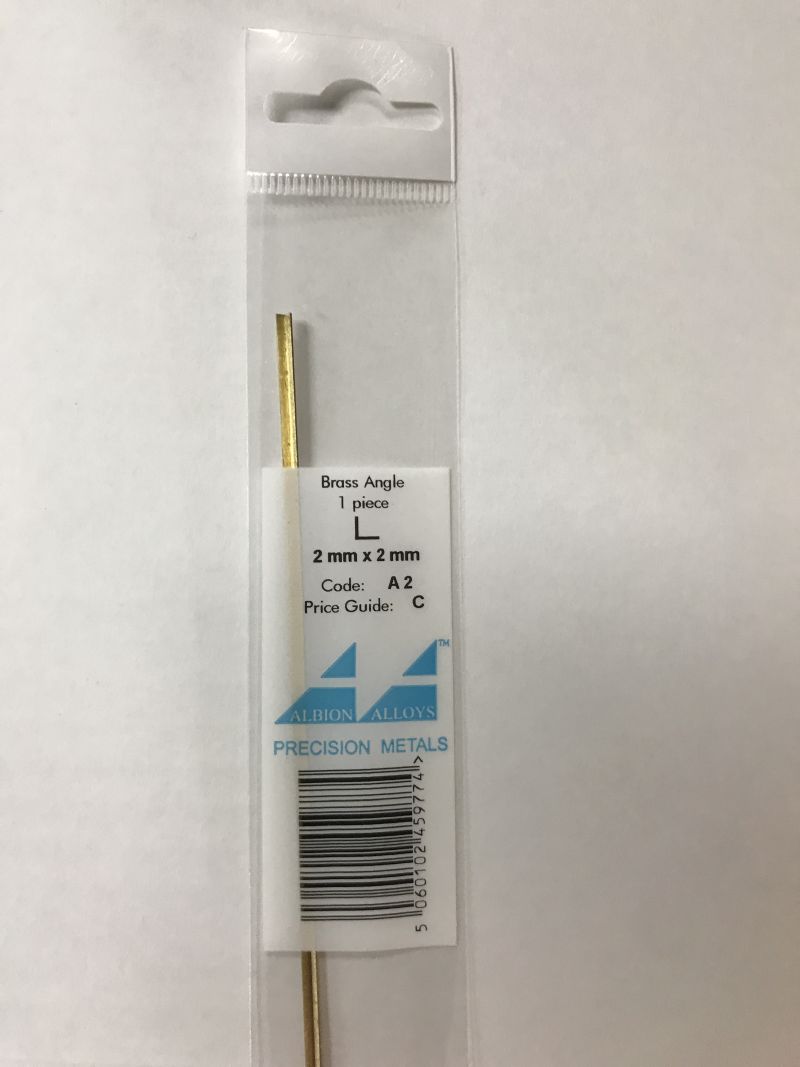 Brass Angle
1 piece
2 mm x 2 mm
Code: A 2
Price Guide: C
TM
ALBION ALLOYS
PRECISION METALS
5 060102 459774 >